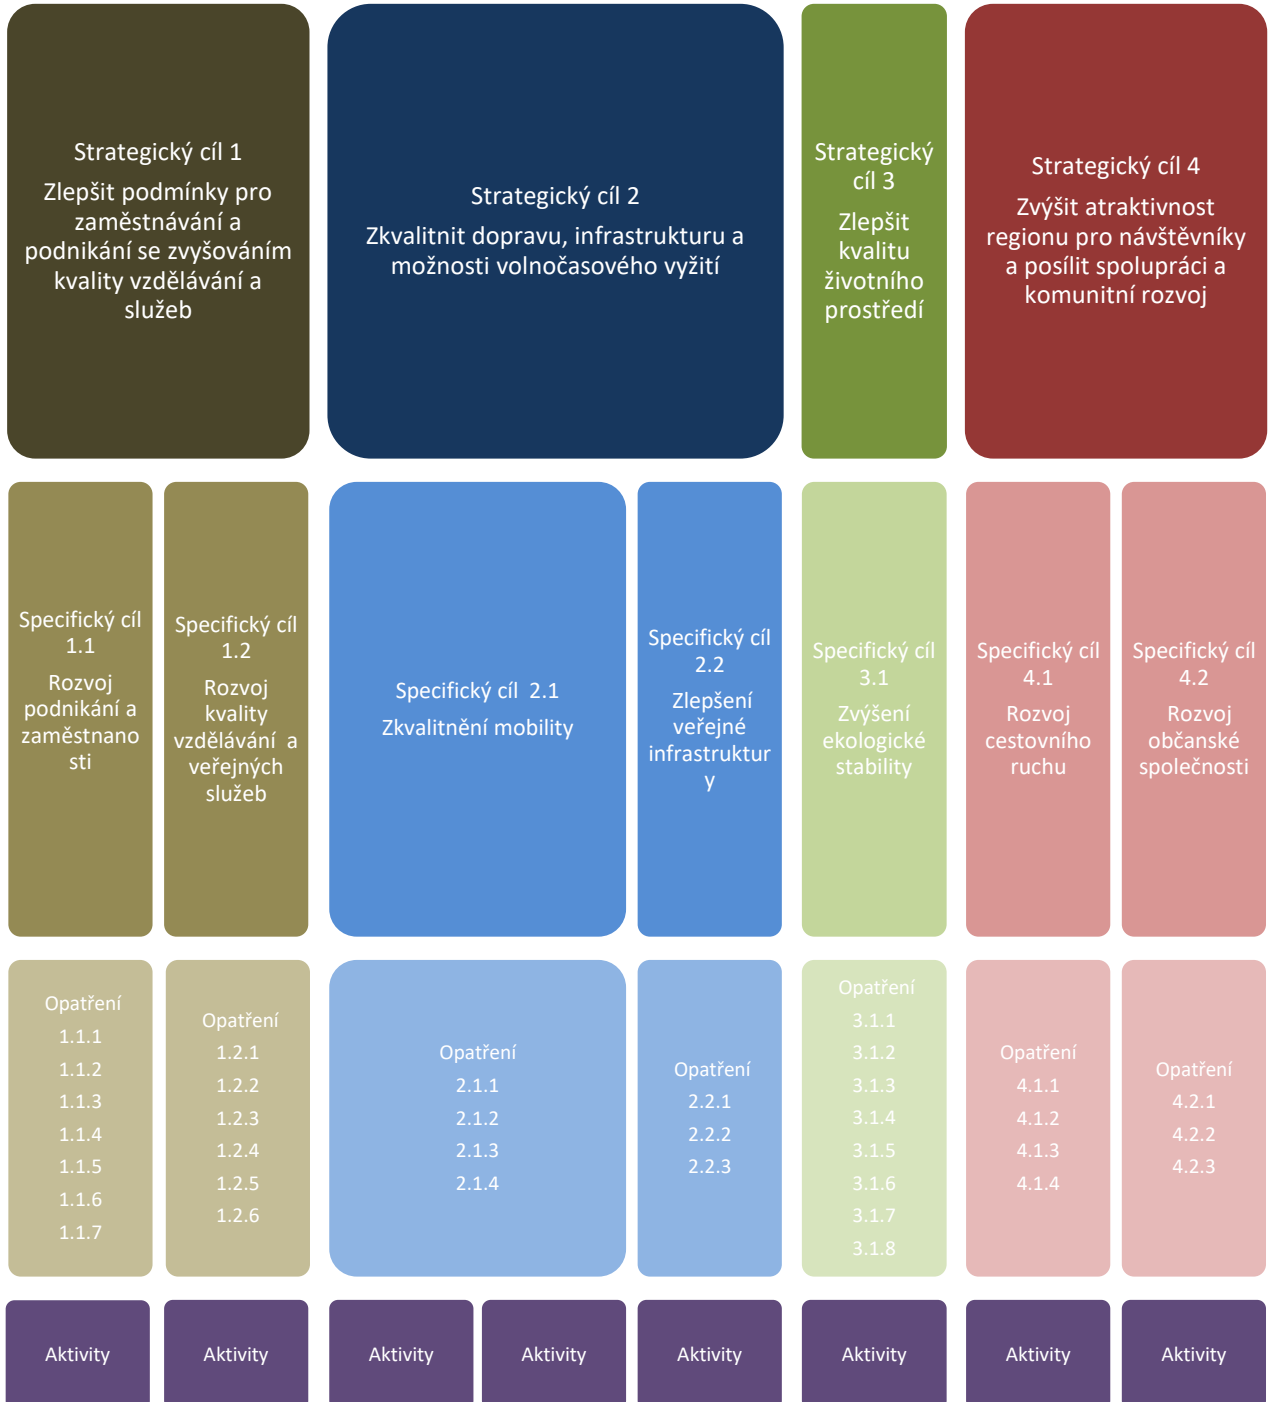 Strategický cíl 1
Zlepšit podmínky pro
zaměstnávání a
podnikání se zvyšováním
kvality vzdělávání a
služeb
Strategický cíl 2
Zkvalitnit dopravu, infrastrukturu a
možnosti volnočasového vyžití
Strategický
cíl 3
Zlepšit
kvalitu
životního
prostředí
Strategický cíl 4
Zvýšit atraktivnost
regionu pro návštěvníky
a posílit spolupráci a
komunitní rozvoj
Specifický cíl
1.1
Rozvoj
podnikání a
zaměstnano
sti
Specifický cíl
1.2
Rozvoj
kvality
vzdělávání a
veřejných
služeb
Specifický cíl 2.1
Zkvalitnění mobility
Specifický cíl
2.2
Zlepšení
veřejné
infrastruktur
y
Specifický cíl
3.1
Zvýšení
ekologické
stability
Specifický cíl
4.1
Rozvoj
cestovního
ruchu
Specifický cíl
4.2
Rozvoj
občanské
společnosti
Opatření
1.1.1
1.1.2
1.1.3
1.1.4
1.1.5
1.1.6
1.1.7
Opatření
1.2.1
1.2.2
1.2.3
1.2.4
1.2.5
1.2.6
Opatření
2.1.1
2.1.2
2.1.3
2.1.4
Opatření
2.2.1
2.2.2
2.2.3
Opatření
3.1.1
3.1.2
3.1.3
3.1.4
3.1.5
3.1.6
3.1.7
3.1.8
Opatření
4.1.1
4.1.2
4.1.3
4.1.4
Opatření
4.2.1
4.2.2
4.2.3
Aktivity
Aktivity
Aktivity
Aktivity
Aktivity
Aktivity
Aktivity
Aktivity